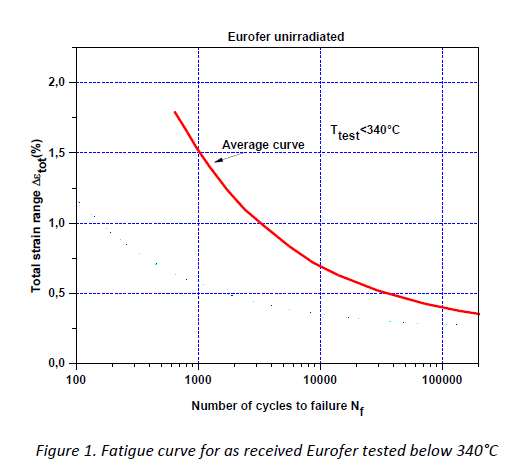 Eurofer unirradiated
2,0
1,5
1,0
0,5
0,0
Total strain range Δεtot(%)
Ttest<340°C
Average curve
100
1000
10000
100000
Number of cycles to failure Nf
Figure 1. Fatigue curve for as received Eurofer tested below 340°C